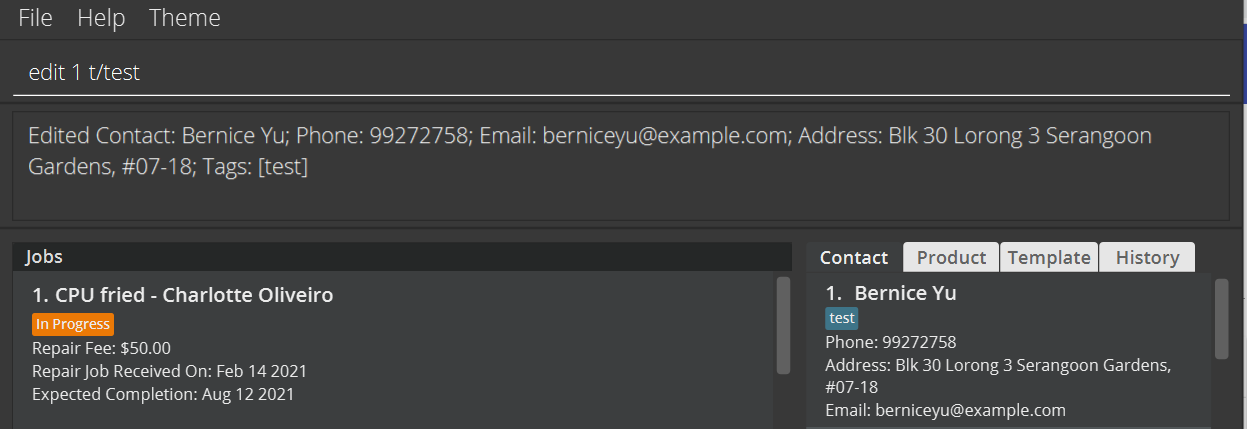 File Help Theme
edit 1 t/test
Edited Contact: Bernice Yu; Phone: 99272758; Email: berniceyu@example.com; Address: Blk 30 Lorong 3 Serangoon
Gardens, #07-18; Tags: [test]
Jobs
1. CPU fried - Charlotte Oliveiro
In Progress
Repair Fee: $50.00
Repair Job Received On: Feb 14 2021
Expected Completion: Aug 12 2021
Contact Product Template History
1. Bernice Yu
test
Phone: 99272758
Address: Blk 30 Lorong 3 Serangoon Gardens,
#07-18
Email: berniceyu@example.com